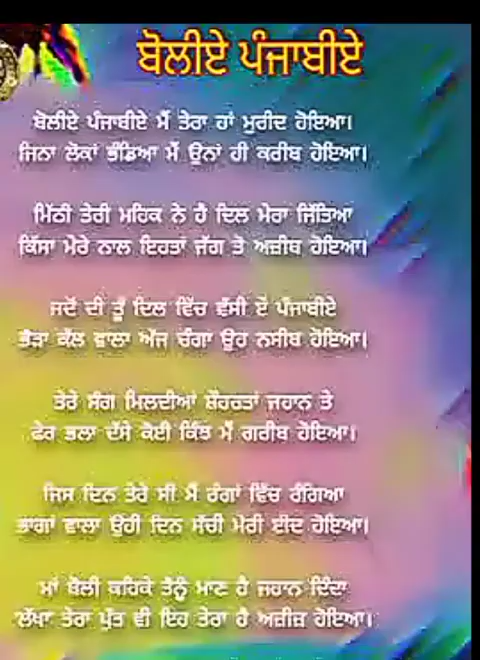 ਬੋਲੀਏ ਪੰਜਾਬੀਏ
ਬੋਲੀਏ ਪੰਜਾਬੀਏ ਮੈਂ ਤੇਰਾ ਹਾਂ ਮੁਰੀਦ ਹੋਇਆ।
ਜਿਨਾ ਲੋਕਾਂ ਭੰਡਿਆ ਮੈਂ ਉਨਾਂ ਹੀ ਕਰੀਬ ਹੋਇਆ।
ਮਿੱਠੀ ਤੇਰੀ ਮਹਿਕ ਨੇ ਹੈ ਦਿਲ ਮੇਰਾ ਜਿੱਤਿਆ
ਕਿੱਸਾ ਮੇਰੇ ਨਾਲ ਇਹਤਾਂ ਜੱਗ ਤੇ ਅਜ਼ੀਬ ਹੋਇਆ।
ਜਦੋਂ ਦੀ ਤੂੰ ਦਿਲ ਵਿੱਚ ਵੱਸੀ ਏਂ ਪੰਜਾਬੀਏ
ਭੈੜਾ ਕੱਲ ਵਾਲਾ ਅੱਜ ਚੰਗਾ ਉਹ ਨਸੀਬ ਹੋਇਆ।
ਤੇਰੇ ਸੰਗ ਮਿਲਦੀਆਂ ਸ਼ੌਹਰਤਾਂ ਜਹਾਨ ਤੇ
ਫੇਰ ਭਲਾ ਦੱਸੇ ਕੋਈ ਕਿੰਝ ਮੈਂ ਗਰੀਬ ਹੋਇਆ।
ਜਿਸ ਦਿਨ ਤੇਰੇ ਸੀ ਮੈਂ ਰੰਗਾਂ ਵਿੱਚ ਰੰਗਿਆ
ਭਾਗਾਂ ਵਾਲਾ ਉਹੀ ਦਿਨ ਸੱਚੀ ਮੇਰੀ ਈਦ ਹੋਇਆ।
ਮਾਂ ਬੋਲੀ ਕਹਿਕੇ ਤੈਨੂੰ ਮਾਣ ਹੈ ਜਹਾਨ ਦਿੰਦਾ
ਲੱਖਾ ਤੇਰਾ ਪੁੱਤ ਵੀ ਇਹ ਤੇਰਾ ਹੈ ਅਜ਼ੀਜ਼ ਹੋਇਆ।